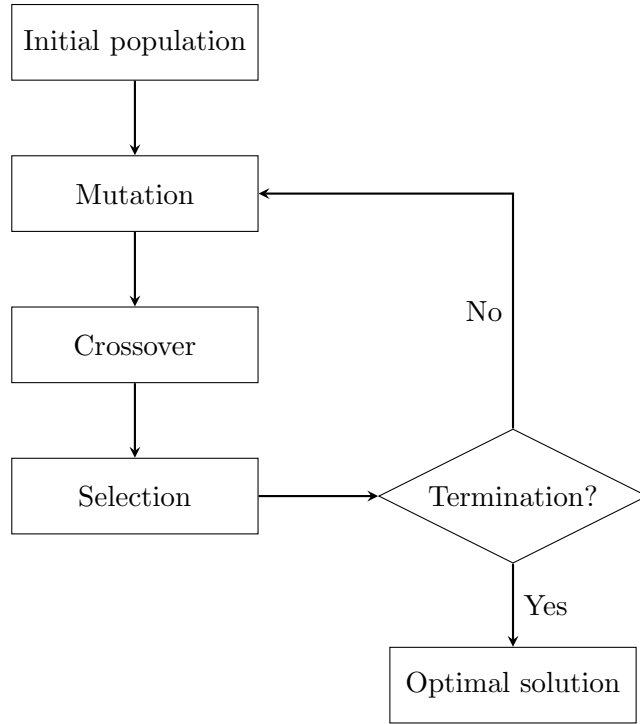 Initial population
Mutation
No
Crossover
Selection
Termination?
Yes
Optimal solution